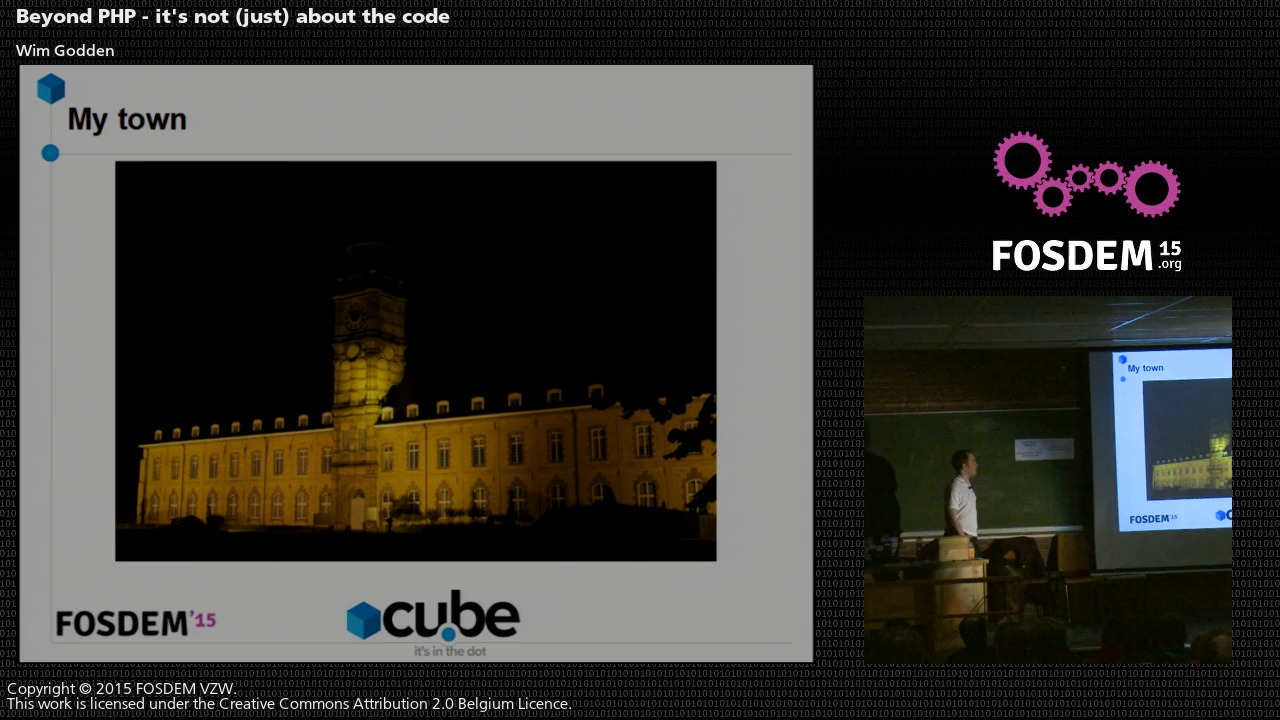 Beyond PHP - it's not (just) about the code
Wim Godden
My town
FOSDEM'15
cube
it's in the dot
FOSDEM 15
.org
My town
FOSDEM'15
Copyright © 2015 FOSDEM VZW.
This work is licensed under the Creative Commons Attribution 2.0 Belgium Licence.